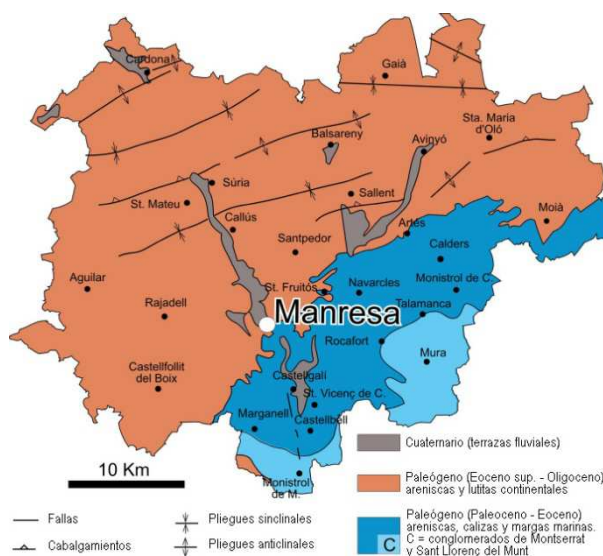 Cardona
Gaià
Sta. Maria
d'Oló
Balsareny
Avinyó
Súria
Sallent
St. Mateu
Moià
Callús
Artés
Santpedor
Calders
Aguilar
St. Fruitós
Navarcles
Monistrol de C.
Rajadell
Manresa
Talamanca
Rocafort
Mura
Castellfollit
del Boix
Castellgalí
St. Vicenç de C.
Marganell
Castellbell
Monistrol
de M.
10 Km
Cuaternario (terrazas fluviales)
Paleógeno (Eoceno sup. - Oligoceno)
areniscas y lutitas continentales
Paleógeno (Paleoceno - Eoceno)
areniscas, calizas y margas marinas.
C = conglomerados de Montserrat
y Sant Llorenç del Munt
C
Fallas
Pliegues sinclinales
Cabalgamientos
Pliegues anticlinales